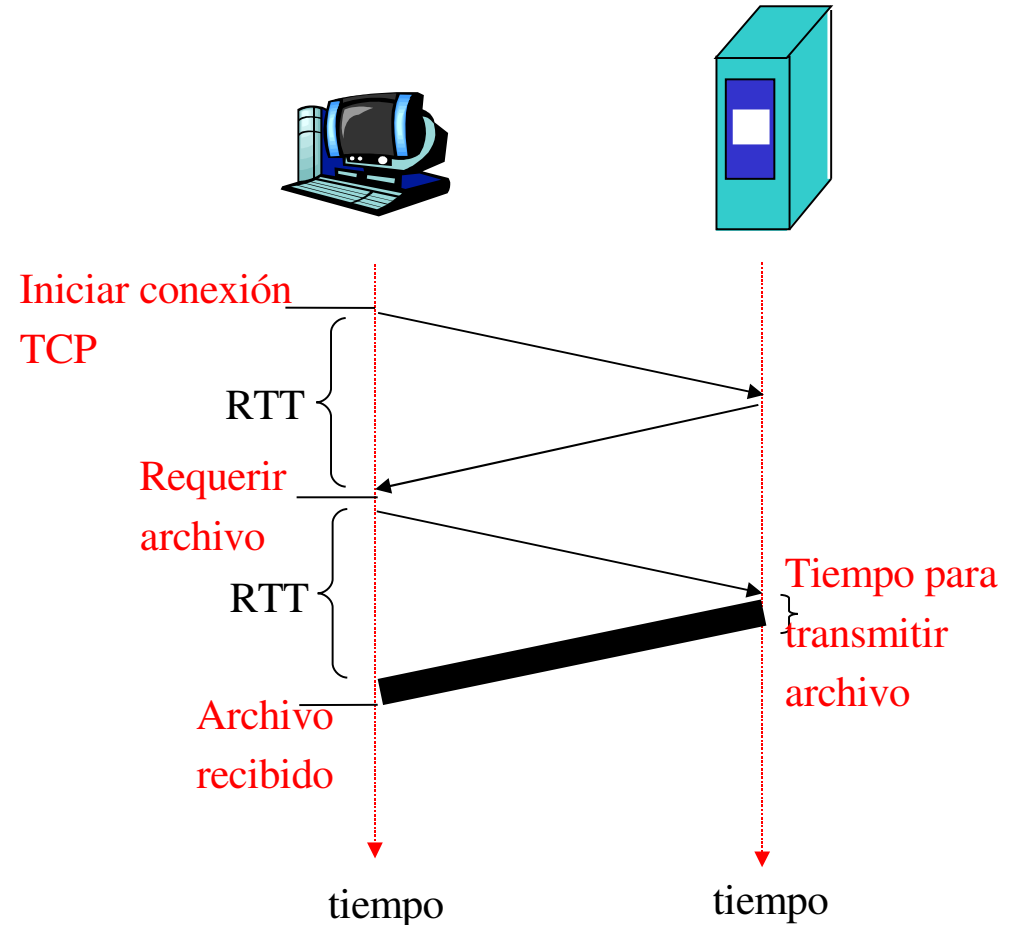 Iniciar conexión
TCP
RTT
Requerir
archivo
RTT
Tiempo para
transmitir
archivo
Archivo
recibido
tiempo
tiempo